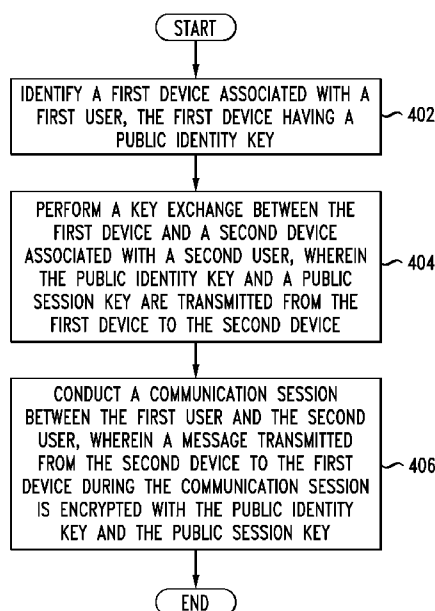 START
IDENTIFY A FIRST DEVICE ASSOCIATED WITH A
FIRST USER, THE FIRST DEVICE HAVING A
PUBLIC IDENTITY KEY
402
PERFORM A KEY EXCHANGE BETWEEN THE
FIRST DEVICE AND A SECOND DEVICE
ASSOCIATED WITH A SECOND USER, WHEREIN
THE PUBLIC IDENTITY KEY AND A PUBLIC
SESSION KEY ARE TRANSMITTED FROM THE
FIRST DEVICE TO THE SECOND DEVICE
404
CONDUCT A COMMUNICATION SESSION
BETWEEN THE FIRST USER AND THE SECOND
USER, WHEREIN A MESSAGE TRANSMITTED
FROM THE SECOND DEVICE TO THE FIRST
DEVICE DURING THE COMMUNICATION SESSION
IS ENCRYPTED WITH THE PUBLIC IDENTITY
KEY AND THE PUBLIC SESSION KEY
406
END